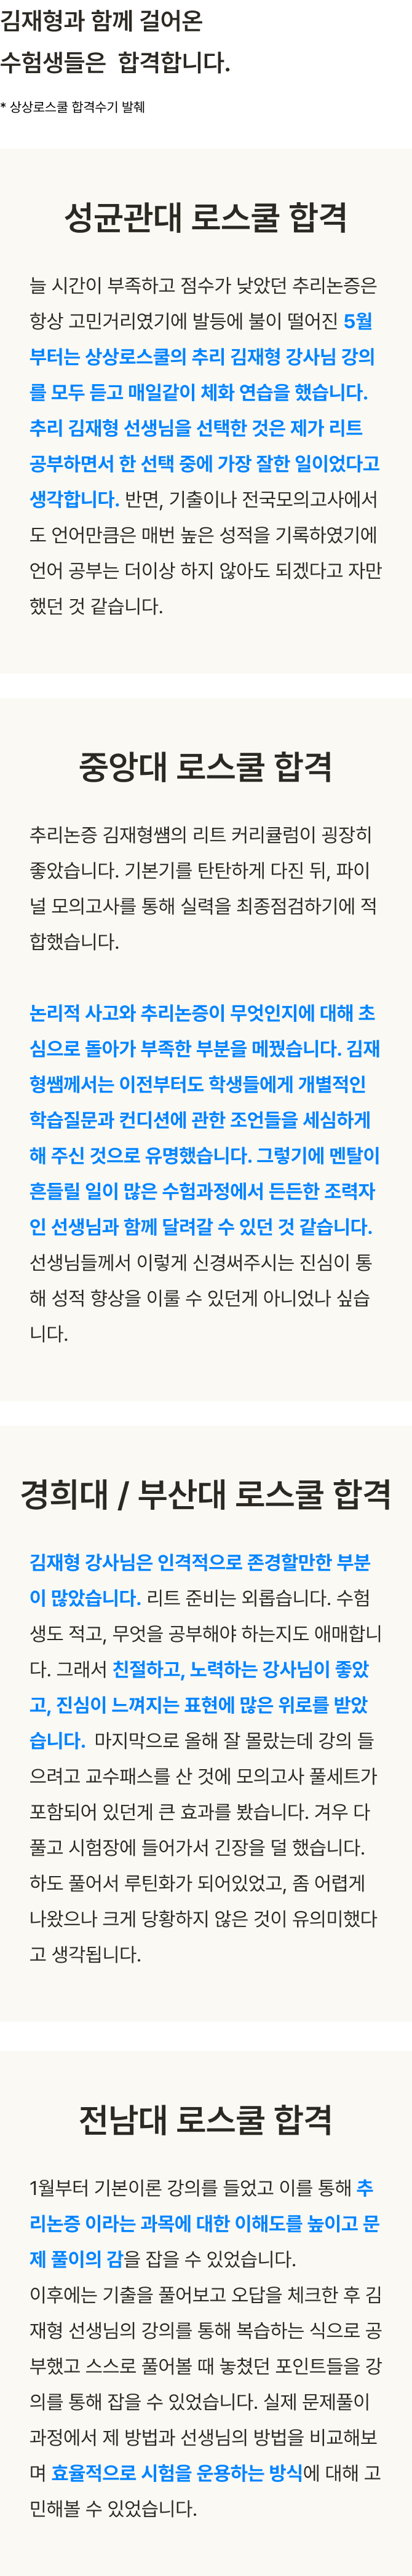 김재형과 함께 걸어온
수험생들은 합격합니다.
* 상상로스쿨 합격수기 발췌
성균관대 로스쿨 합격
늘 시간이 부족하고 점수가 낮았던 추리논증은
항상 고민거리였기에 발등에 불이 떨어진 5월
부터는 상상로스쿨의 추리 김재형 강사님 강의
를 모두 듣고 매일같이 체화 연습을 했습니다.
추리 김재형 선생님을 선택한 것은 제가 리트
공부하면서 한 선택 중에 가장 잘한 일이었다고
생각합니다. 반면, 기출이나 전국모의고사에서
도 언어만큼은 매번 높은 성적을 기록하였기에
언어 공부는 더이상 하지 않아도 되겠다고 자만
했던 것 같습니다.
중앙대 로스쿨 합격
추리논증 김재형쌤의 리트 커리큘럼이 굉장히
좋았습니다. 기본기를 탄탄하게 다진 뒤, 파이
널 모의고사를 통해 실력을 최종점검하기에 적
합했습니다.
논리적 사고와 추리논증이 무엇인지에 대해 초
심으로 돌아가 부족한 부분을 메꿨습니다. 김재
형쌤께서는 이전부터도 학생들에게 개별적인
학습질문과 컨디션에 관한 조언들을 세심하게
해 주신 것으로 유명했습니다. 그렇기에 멘탈이
흔들릴 일이 많은 수험과정에서 든든한 조력자
인 선생님과 함께 달려갈 수 있던 것 같습니다.
선생님들께서 이렇게 신경써주시는 진심이 통
해 성적 향상을 이룰 수 있던게 아니었나 싶습
니다.
경희대 / 부산대 로스쿨 합격
김재형 강사님은 인격적으로 존경할만한 부분
이 많았습니다. 리트 준비는 외롭습니다. 수험
생도 적고, 무엇을 공부해야 하는지도 애매합니
다. 그래서 친절하고, 노력하는 강사님이 좋았
고, 진심이 느껴지는 표현에 많은 위로를 받았
습니다. 마지막으로 올해 잘 몰랐는데 강의 들
으려고 교수패스를 산 것에 모의고사 풀세트가
포함되어 있던게 큰 효과를 봤습니다. 겨우 다
풀고 시험장에 들어가서 긴장을 덜 했습니다.
하도 풀어서 루틴화가 되어있었고, 좀 어렵게
나왔으나 크게 당황하지 않은 것이 유의미했다
고 생각됩니다.
전남대 로스쿨 합격
1월부터 기본이론 강의를 들었고 이를 통해 추
리논증 이라는 과목에 대한 이해도를 높이고 문
제 풀이의 감을 잡을 수 있었습니다.
이후에는 기출을 풀어보고 오답을 체크한 후 김
재형 선생님의 강의를 통해 복습하는 식으로 공
부했고 스스로 풀어볼 때 놓쳤던 포인트들을 강
의를 통해 잡을 수 있었습니다. 실제 문제풀이
과정에서 제 방법과 선생님의 방법을 비교해보
며 효율적으로 시험을 운용하는 방식에 대해 고
민해볼 수 있었습니다.